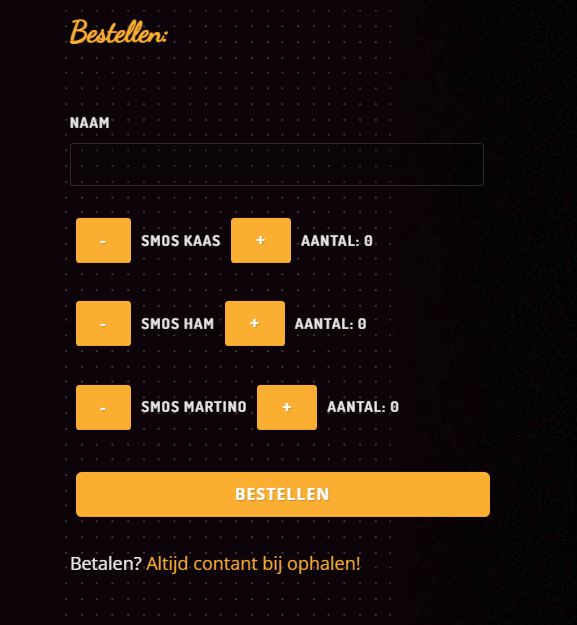 Bestellen:
NAAM
- SMOS KAAS + AANTAL: 0
- SMOS HAM + AANTAL: 0
- SMOS MARTINO + AANTAL: 0
BESTELLEN
Betalen? Altijd contant bij ophalen!